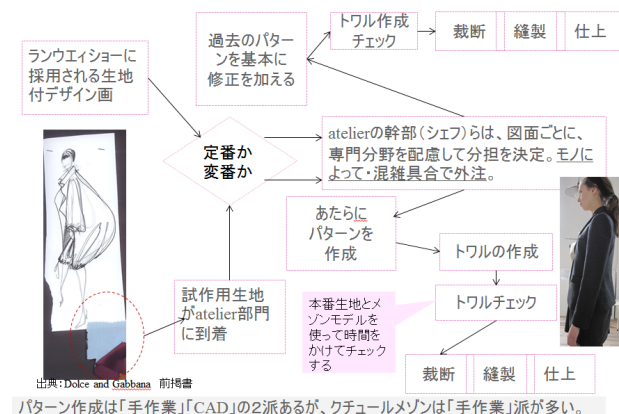 ランウエィショーに
採用される生地
付デザイン画
過去のパター
ンを基本に
修正を加える
トワル作成
チェック
裁断
縫製
仕上
定番か
変番か
atelierの幹部（シェフ）らは、図面ごとに、
専門分野を配慮して分担を決定。モノに
よって・混雑具合で外注。
あたらに
パターンを
作成
トワルの作成
試作用生地
がatelier部門
に到着
本番生地とメ
ゾンモデルを
使って時間を
かけてチェック
する
トワルチェック
裁断
縫製
仕上
出典：Dolce and Gabbana　前掲書
パターン作成は「手作業」「CAD」の２派あるが、クチュールメゾンは「手作業」派が多い。